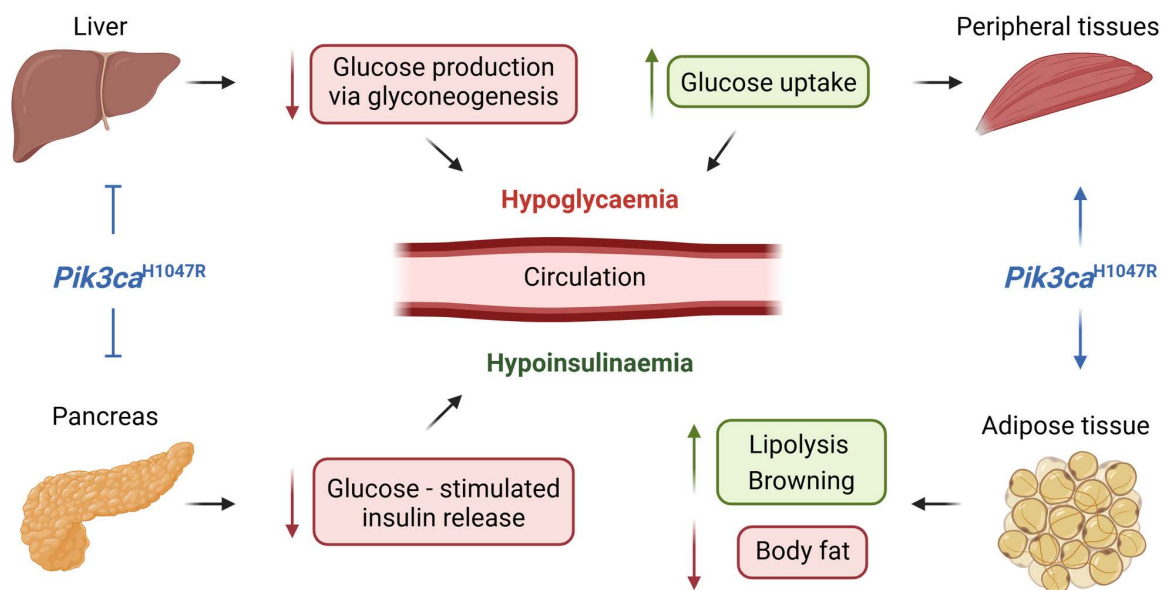 Liver
Peripheral tissues
Glucose production
via glyconeogenesis
Glucose uptake
Hypoglycaemia
Pik3caH1047R
Circulation
Pik3caH1047R
Hypoinsulinaemia
Pancreas
Adipose tissue
Glucose - stimulated
insulin release
Lipolysis
Browning
Body fat